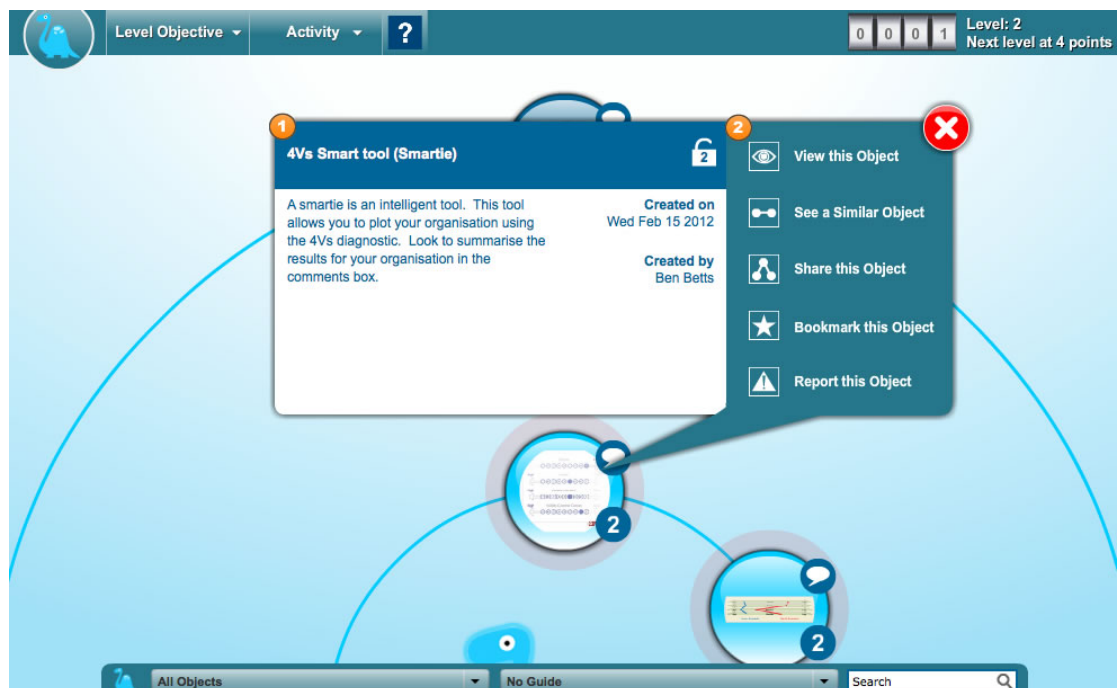 Level Objective
Activity
?
0 0 0 1
Level: 2
Next level at 4 points
1
4Vs Smart tool (Smartie)
2
A smartie is an intelligent tool. This tool
allows you to plot your organisation using
the 4Vs diagnostic. Look to summarise the
results for your organisation in the
comments box.
Created on
Wed Feb 15 2012
Created by
Ben Betts
2
View this Object
See a Similar Object
Share this Object
Bookmark this Object
Report this Object
2
2
All Objects
No Guide
Search